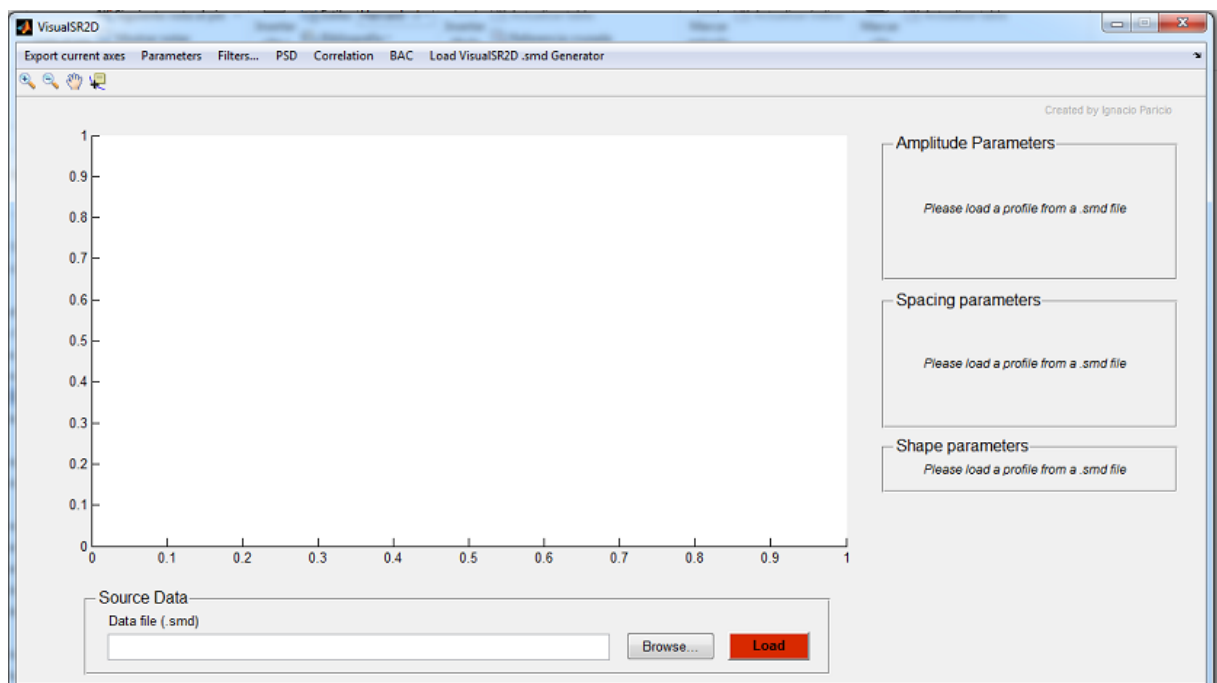 VisualSR2D
Export current axes Parameters Filters... PSD Correlation BAC Load VisualSR2D .smd Generator
Created by Ignacio Paricio
1
0.9
0.8
0.7
0.6
0.5
0.4
0.3
0.2
0.1
0
0 0.1 0.2 0.3 0.4 0.5 0.6 0.7 0.8 0.9 1
Amplitude Parameters
Please load a profile from a .smd file
Spacing parameters
Please load a profile from a .smd file
Shape parameters
Please load a profile from a .smd file
Source Data
Data file (.smd)
Browse... Load